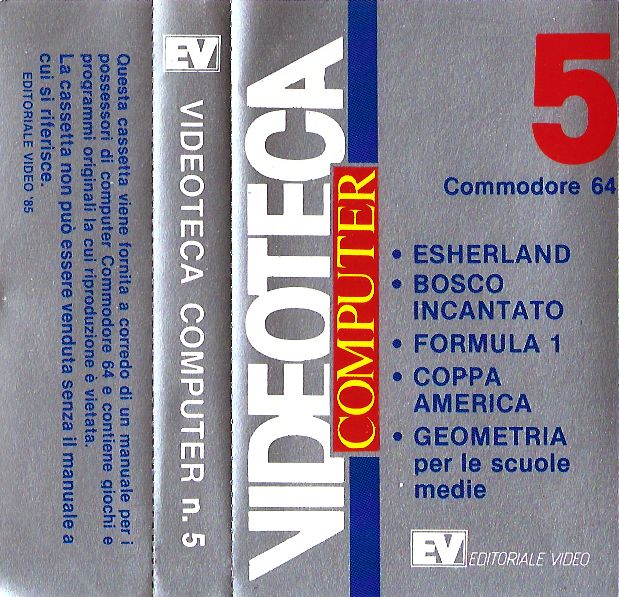 Questa cassetta viene fornita a corredo di un manuale per i
possessori di computer Commodore 64 e contiene giochi e
programmi originali la cui riproduzione è vietata.
La cassetta non può essere venduta senza il manuale a
cui si riferisce.
EDITORIALE VIDEO '85
EV VIDEOTECA COMPUTER n. 5
VIDEOTECA
COMPUTER
5
Commodore 64
• ESHERLAND
• BOSCO
INCANTATO
• FORMULA 1
• COPPA
AMERICA
• GEOMETRIA
per le scuole
medie
EV EDITORIALE VIDEO